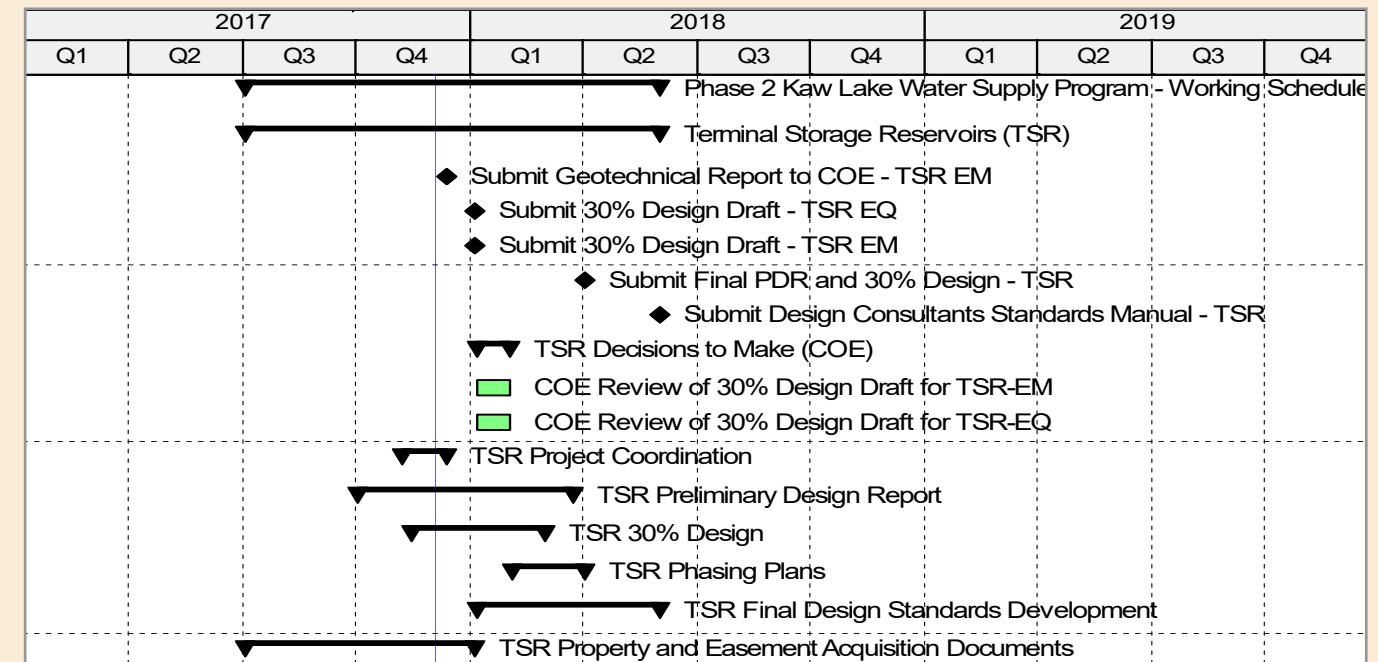 2017 2018 2019
Q1 Q2 Q3 Q4 Q1 Q2 Q3 Q4 Q1 Q2 Q3 Q4
Phase 2 Kaw Lake Water Supply Program - Working Schedule
Terminal Storage Reservoirs (TSR)
Submit Geotechnical Report to COE - TSR EM
Submit 30% Design Draft - TSR EQ
Submit 30% Design Draft - TSR EM
Submit Final PDR and 30% Design - TSR
Submit Design Consultants Standards Manual - TSR
TSR Decisions to Make (COE)
COE Review of 30% Design Draft for TSR-EM
COE Review of 30% Design Draft for TSR-EQ
TSR Project Coordination
TSR Preliminary Design Report
TSR 30% Design
TSR Phasing Plans
TSR Final Design Standards Development
TSR Property and Easement Acquisition Documents